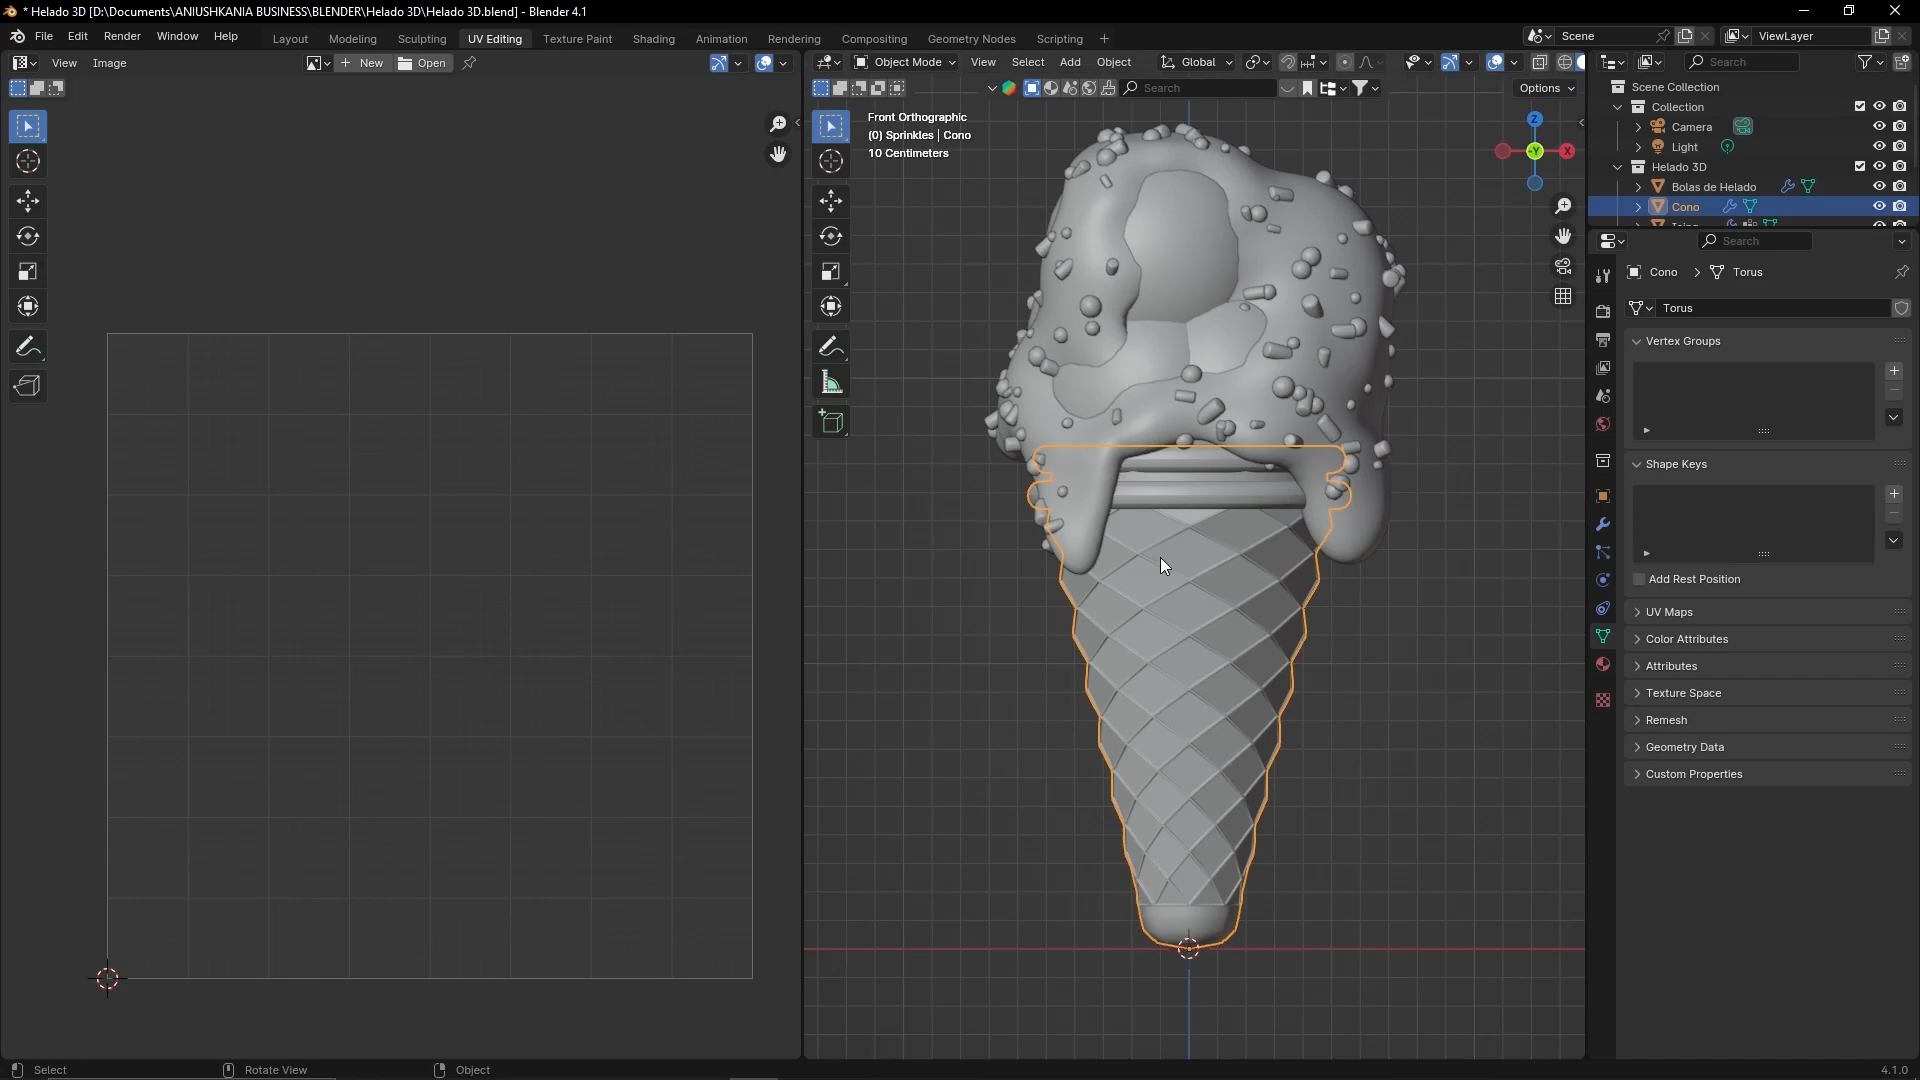 * Helado 3D [D:\Documents\ANIUSHKANIA BUSINESS\BLENDER\Helado 3D\Helado 3D.blend] - Blender 4.1
File Edit Render Window Help Layout Modeling Sculpting UV Editing Texture Paint Shading Animation Rendering Compositing Geometry Nodes Scripting + Scene ViewLayer
View Image New Open
Object Mode View Select Add Object Global Search
Search Options
Front Orthographic
(0) Sprinkles | Cono
10 Centimeters
Z
-Y
X
Scene Collection
Collection
Camera
Light
Helado 3D
Bolas de Helado
Cono
Search
Cono > Torus
Torus
Vertex Groups
Shape Keys
Add Rest Position
UV Maps
Color Attributes
Attributes
Texture Space
Remesh
Geometry Data
Custom Properties
Select Rotate View Object 4.1.0